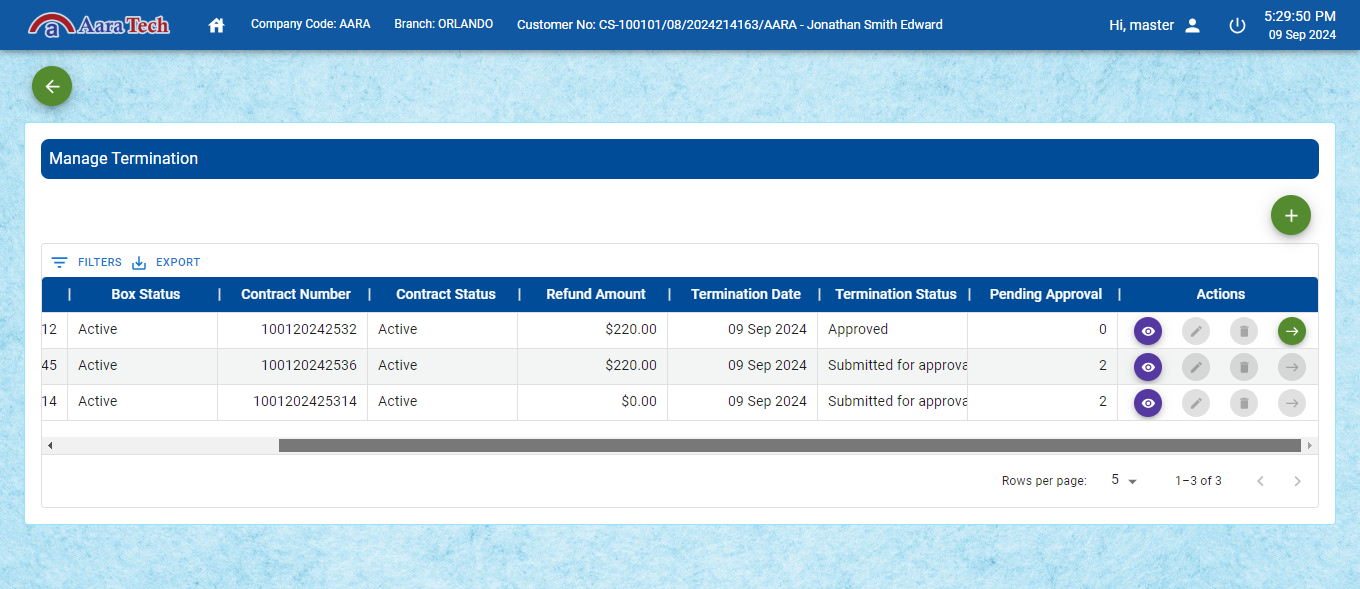 a AaraTech
Company Code: AARA
Branch: ORLANDO
Customer No: CS-100101/08/2024214163/AARA - Jonathan Smith Edward
Hi, master
5:29:50 PM
09 Sep 2024
Manage Termination
FILTERS EXPORT
Box Status | Contract Number | Contract Status | Refund Amount | Termination Date | Termination Status | Pending Approval | Actions
12 Active 100120242532 Active $220.00 09 Sep 2024 Approved 0
45 Active 100120242536 Active $220.00 09 Sep 2024 Submitted for approva 2
14 Active 1001202425314 Active $0.00 09 Sep 2024 Submitted for approva 2
Rows per page: 5 1–3 of 3